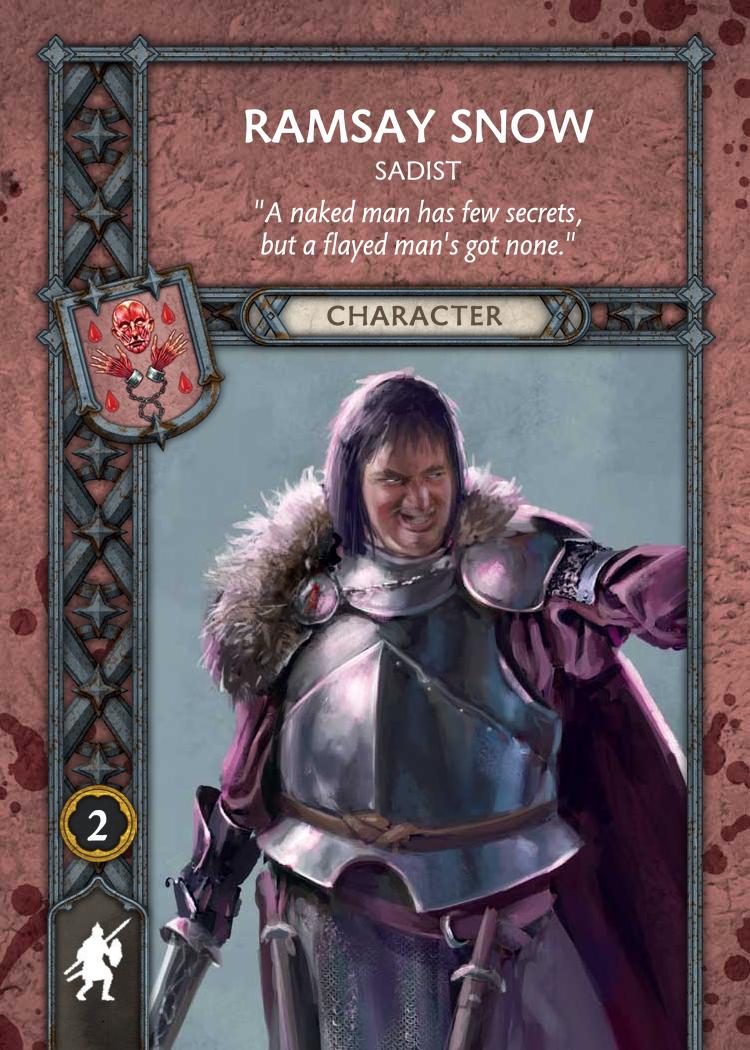 RAMSAY SNOW
SADIST
"A naked man has few secrets,
but a flayed man's got none."
CHARACTER
2